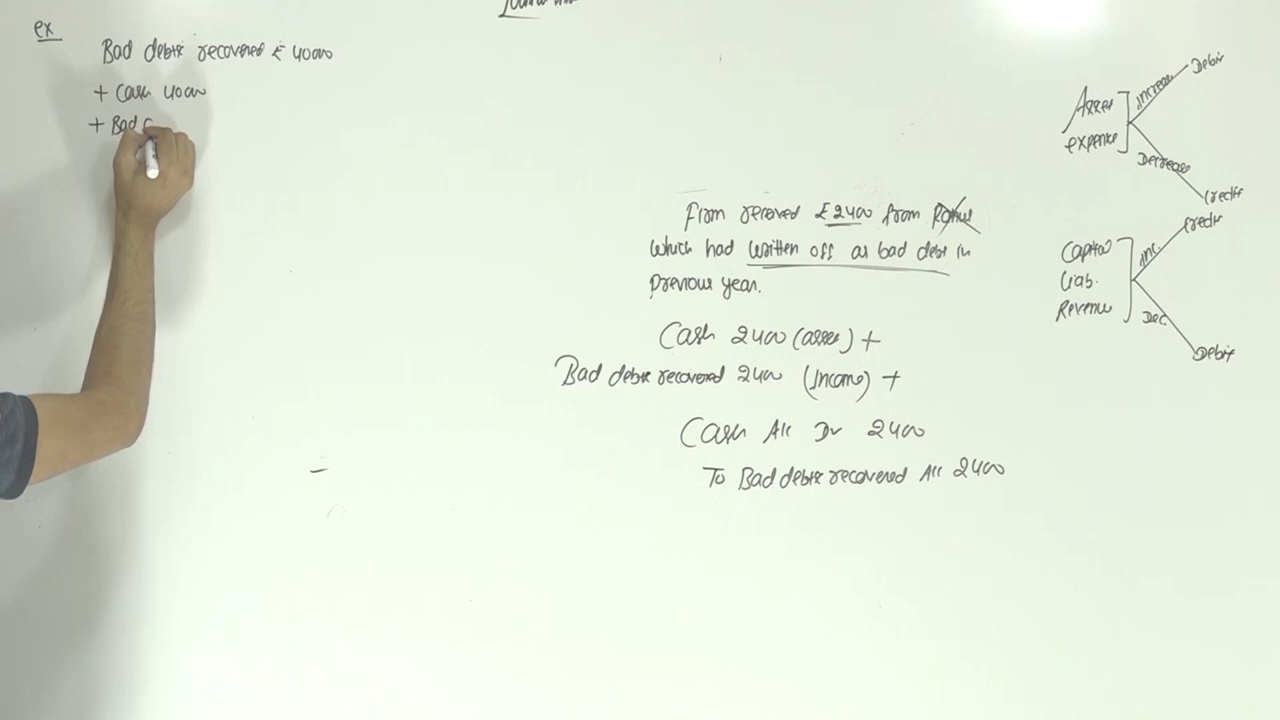 ex
Bad debts recovered ₹ 4000
+ Cash 4000
+ Bad
Firm received ₹ 2400 from
which had written off as bad debt in
previous year.
Cash 2400 (asset) +
Bad debts recovered 2400 (Income) +
Cash A/c Dr 2400
To Bad debts recovered A/c 2400
Asset
expense
Increase
Debit
Decrease
Credit
Capital
Liab.
Revenue
Inc.
Credit
Dec.
Debit